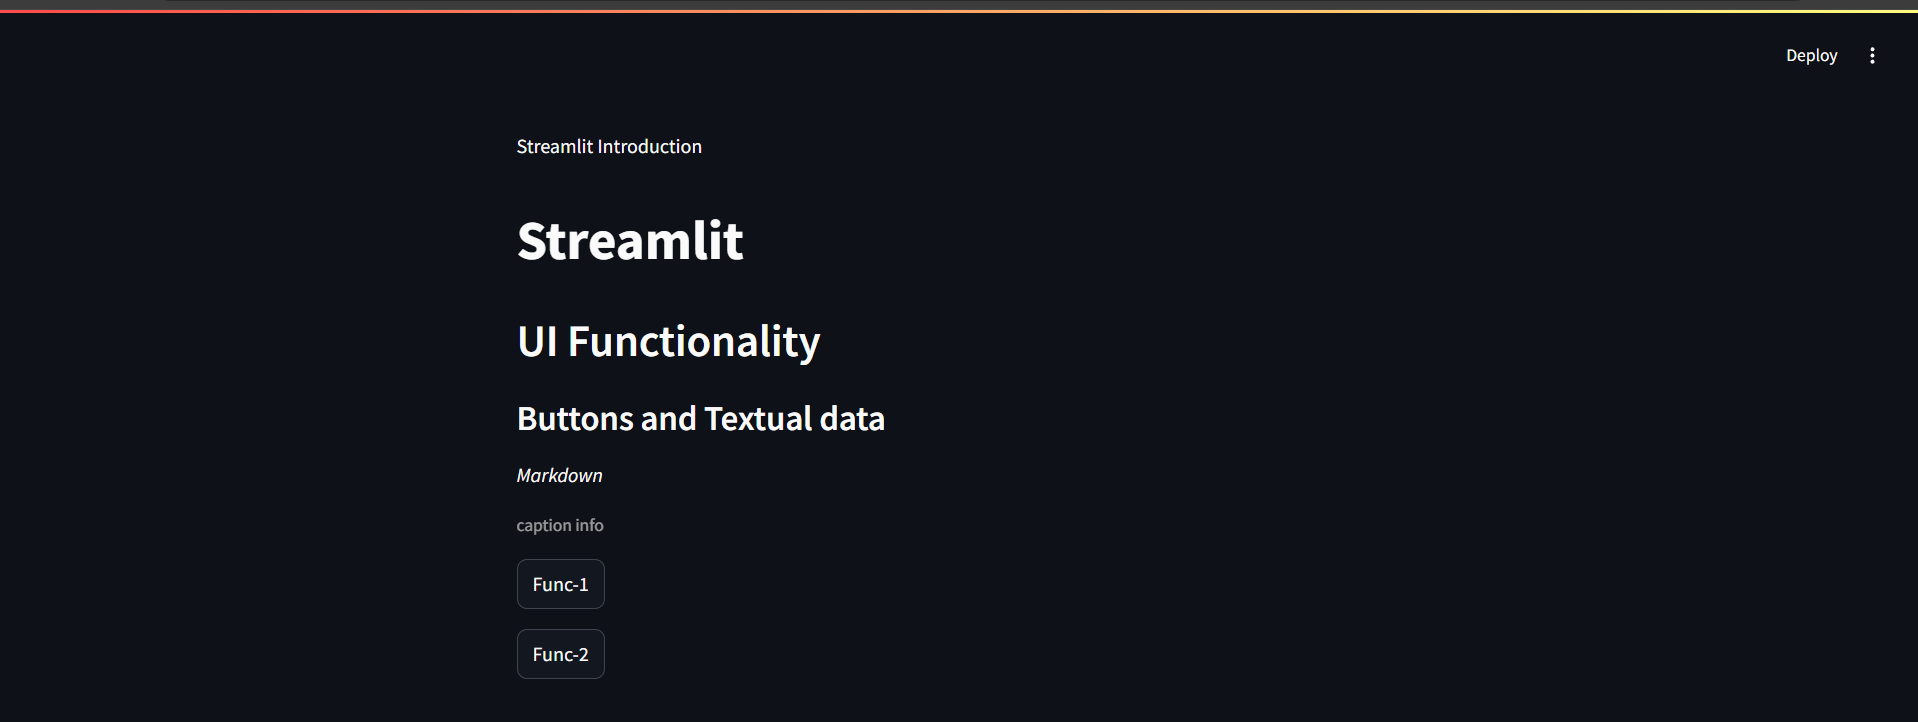 Deploy
Streamlit Introduction
Streamlit
UI Functionality
Buttons and Textual data
Markdown
caption info
Func-1
Func-2